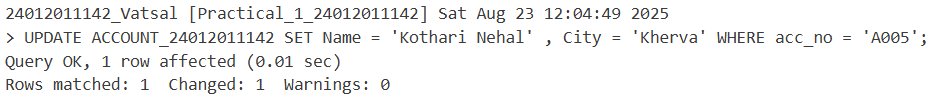 24012011142_Vatsal [Practical_1_24012011142] Sat Aug 23 12:04:49 2025
> UPDATE ACCOUNT_24012011142 SET Name = 'Kothari Nehal' , City = 'Kherva' WHERE acc_no = 'A005';
Query OK, 1 row affected (0.01 sec)
Rows matched: 1  Changed: 1  Warnings: 0